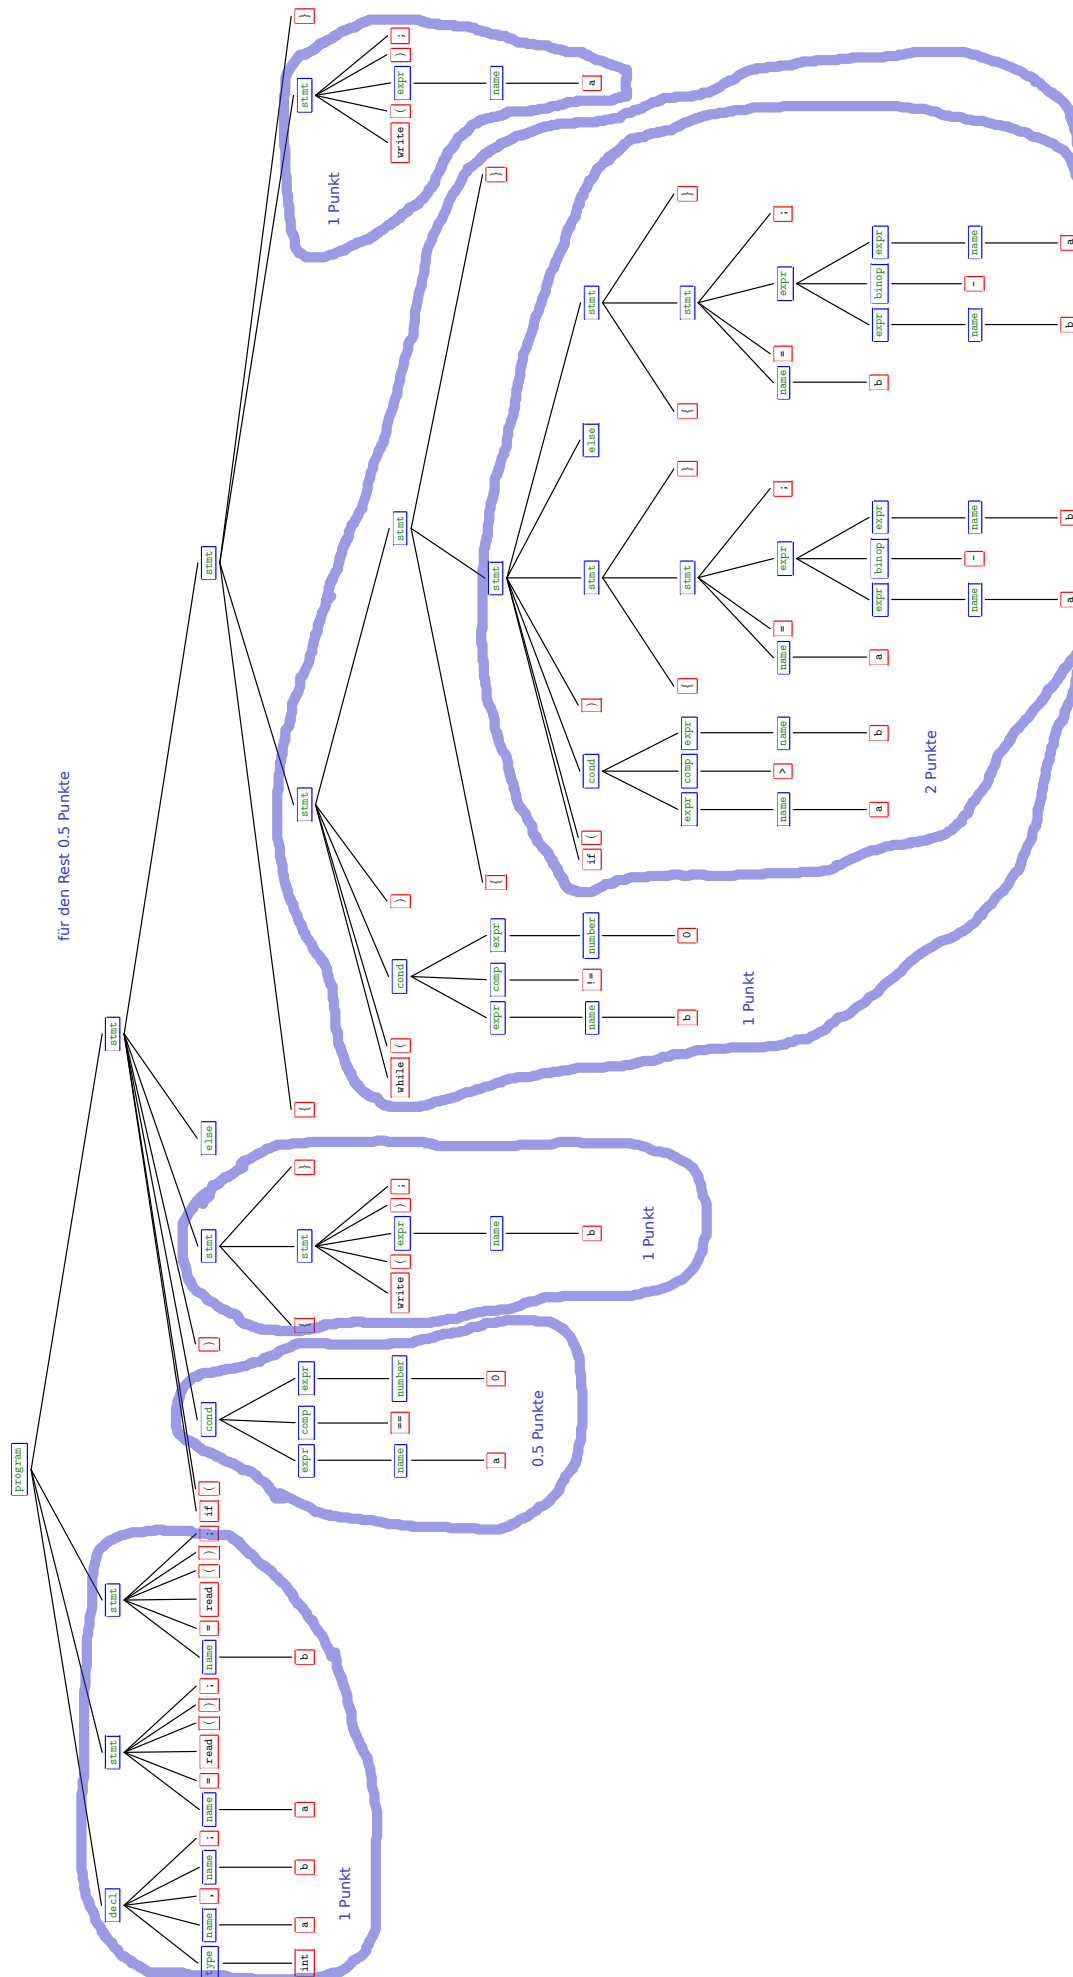 program
für den Rest 0.5 Punkte
decl stmt stmt stmt
type name , name ; name = read ( ) ; name = read ( ) ; if ( cond ) stmt else stmt
int a b a b expr comp expr { stmt } { stmt stmt }
1 Punkt
1 Punkt
name == number write ( expr ) ; while ( cond ) stmt write ( expr ) ;
a 0 name expr comp expr { stmt } name
0.5 Punkte
b name != number if ( cond ) stmt else stmt a
1 Punkt
b 0 expr comp expr { stmt } { stmt }
1 Punkt
name > name name = expr ; name = expr ;
a b a expr binop expr b expr binop expr
2 Punkte
name - name name - name
a b b a